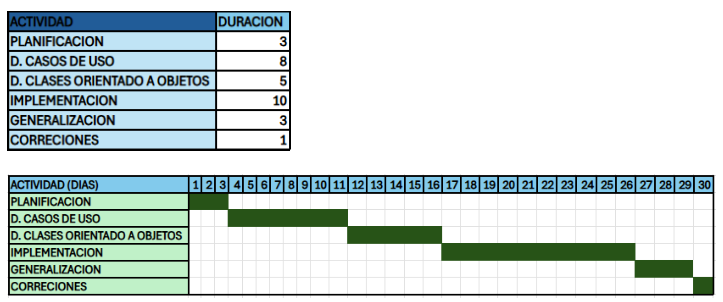 ACTIVIDAD DURACION
PLANIFICACION 3
D. CASOS DE USO 8
D. CLASES ORIENTADO A OBJETOS 5
IMPLEMENTACION 10
GENERALIZACION 3
CORRECIONES 1
ACTIVIDAD (DIAS) 1 2 3 4 5 6 7 8 9 10 11 12 13 14 15 16 17 18 19 20 21 22 23 24 25 26 27 28 29 30
PLANIFICACION
D. CASOS DE USO
D. CLASES ORIENTADO A OBJETOS
IMPLEMENTACION
GENERALIZACION
CORRECIONES